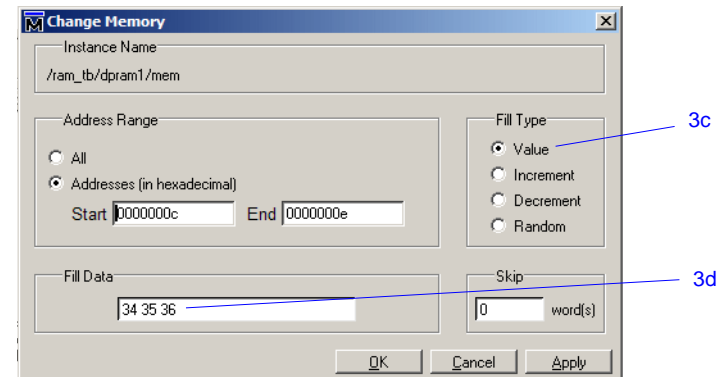 Change Memory
Instance Name
/ram_tb/dpram1/mem
Address Range
All
Addresses (in hexadecimal)
Start 0000000c End 0000000e
Fill Type
Value
Increment
Decrement
Random
3c
Fill Data
34 35 36
Skip
0 word(s)
3d
OK Cancel Apply